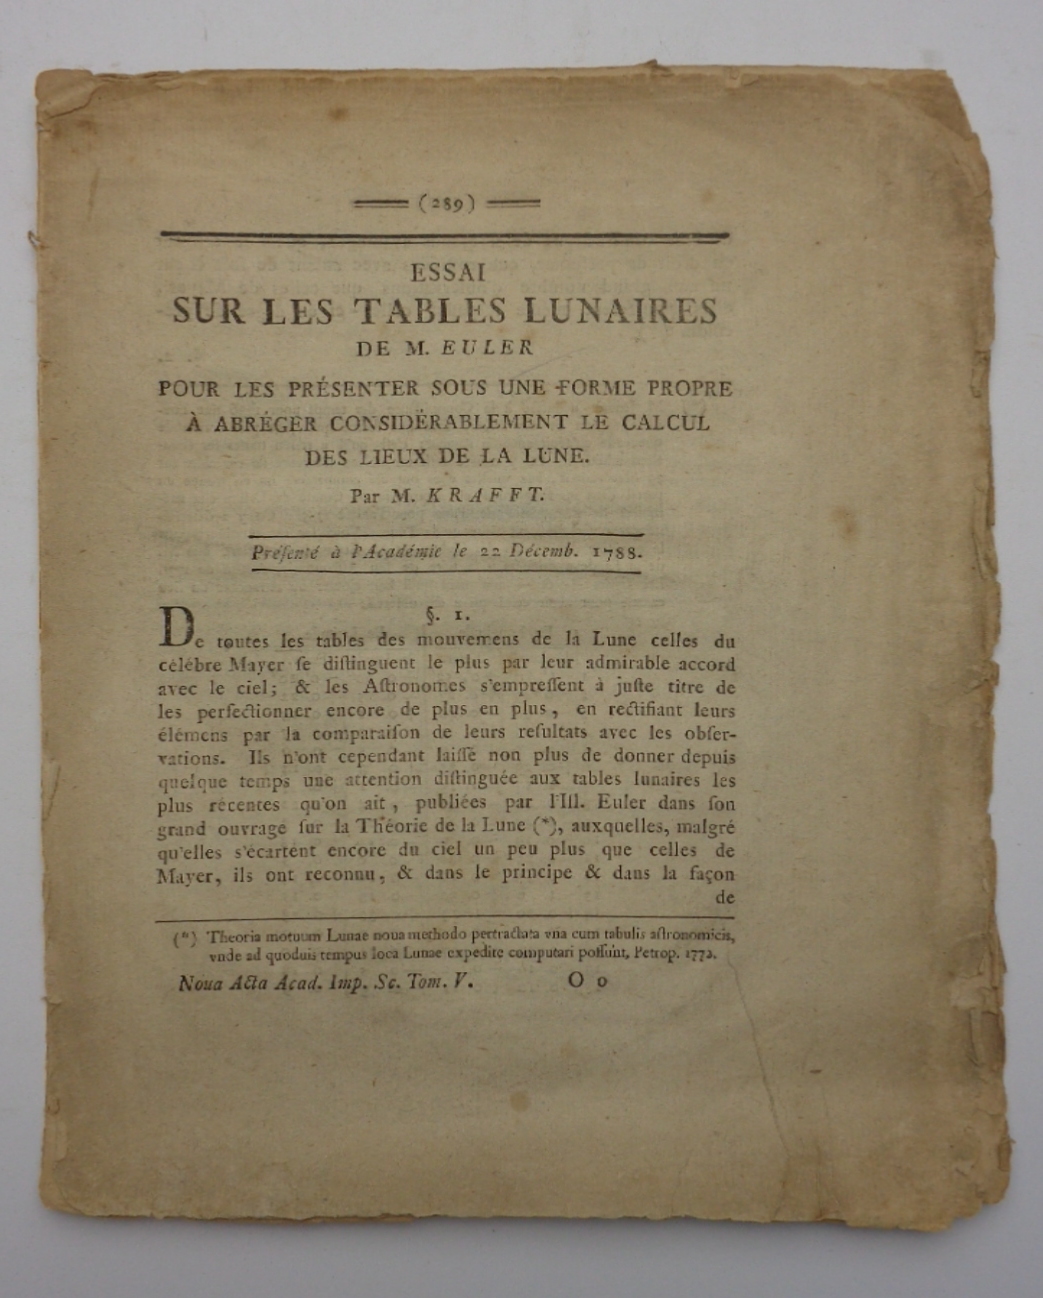 (289)
ESSAI
SUR LES TABLES LUNAIRES
DE M. EULER
POUR LES PRÉSENTER SOUS UNE FORME PROPRE
À ABRÉGER CONSIDÉRABLEMENT LE CALCUL
DES LIEUX DE LA LUNE.
Par M. KRAFFT.
Préſenté à l'Académie le 22 Décemb. 1788.
§. 1.
De toutes les tables des mouvemens de la Lune celles du
célébre Mayer ſe diſtinguent le plus par leur admirable accord
avec le ciel; & les Aſtronomes s'empreſſent à juſte titre de
les perfectionner encore de plus en plus, en rectifiant leurs
élémens par la comparaiſon de leurs reſultats avec les obſer-
vations. Ils n'ont cependant laiſſé non plus de donner depuis
quelque temps une attention diſtinguée aux tables lunaires les
plus récentes qu'on ait, publiées par l'Ill. Euler dans ſon
grand ouvrage ſur la Théorie de la Lune (*), auxquelles, malgré
qu'elles s'écartent encore du ciel un peu plus que celles de
Mayer, ils ont reconnu, & dans le principe & dans la façon
de
(*) Theoria motuum Lunae noua methodo pertractata vna cum tabulis aſtronomicis,
vnde ad quoduis tempus loca Lunae expedite computari poſſunt, Petrop. 1772.
Noua Acta Acad. Imp. Sc. Tom. V. O o